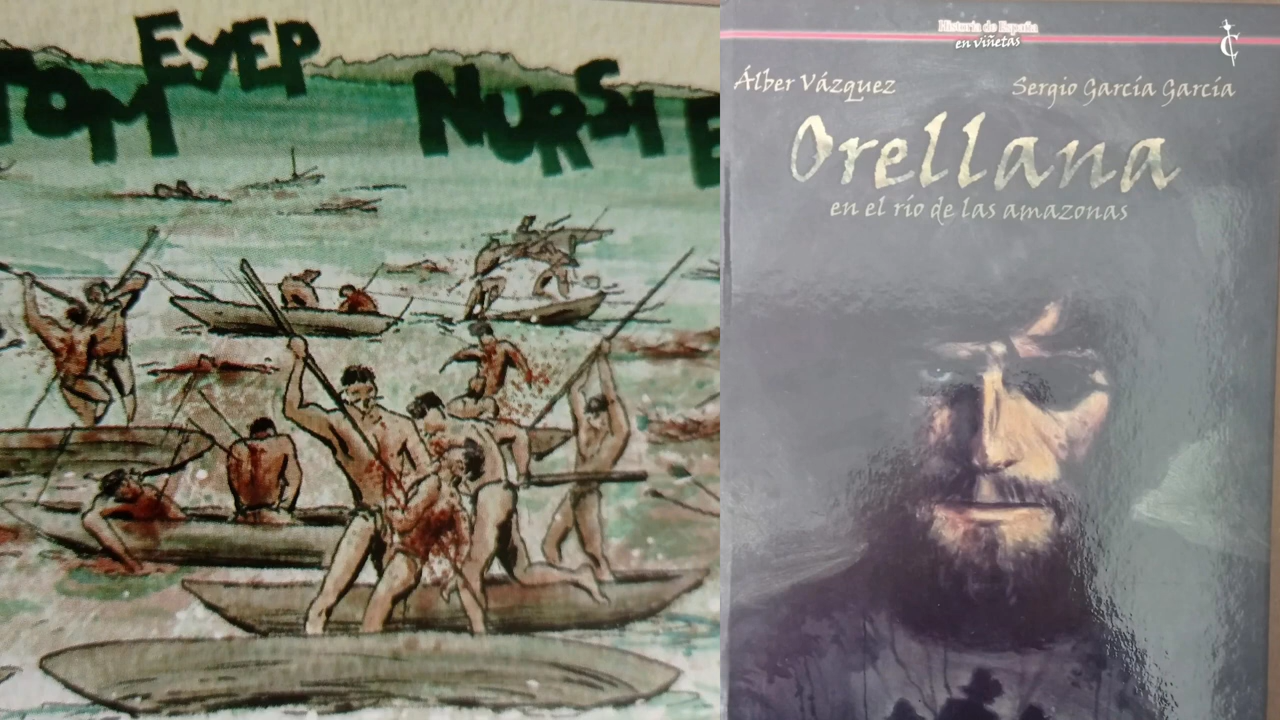 TOM EYEP NURSI E
Historia de España
en viñetas
Álber Vázquez Sergio García García
Orellana
en el río de las amazonas